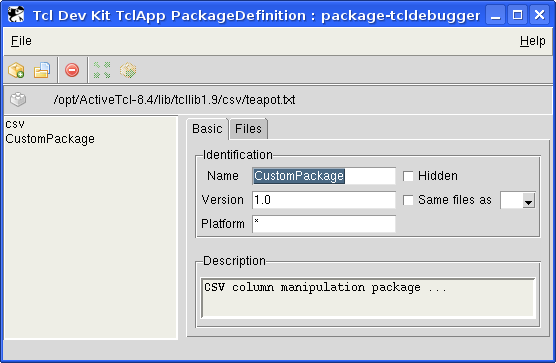 Tcl Dev Kit TclApp PackageDefinition : package-tcldebugger
File Help
/opt/ActiveTcl-8.4/lib/tcllib1.9/csv/teapot.txt
csv
CustomPackage
Basic Files
Identification
Name CustomPackage Hidden
Version 1.0 Same files as
Platform *
Description
CSV column manipulation package ...